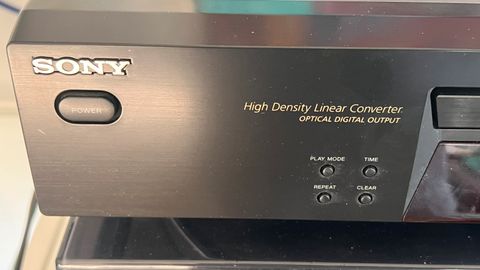 SONY
POWER
High Density Linear Converter.
OPTICAL DIGITAL OUTPUT
PLAY MODE TIME
REPEAT CLEAR